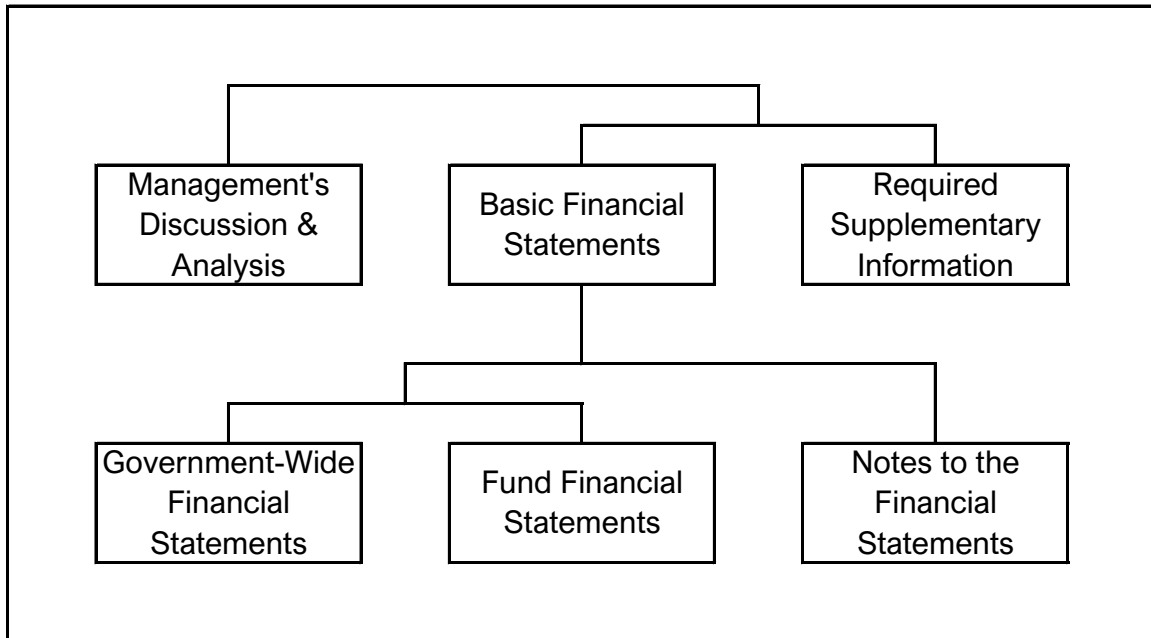 Management's
Discussion &
Analysis
Basic Financial
Statements
Required
Supplementary
Information
Government-Wide
Financial
Statements
Fund Financial
Statements
Notes to the
Financial
Statements